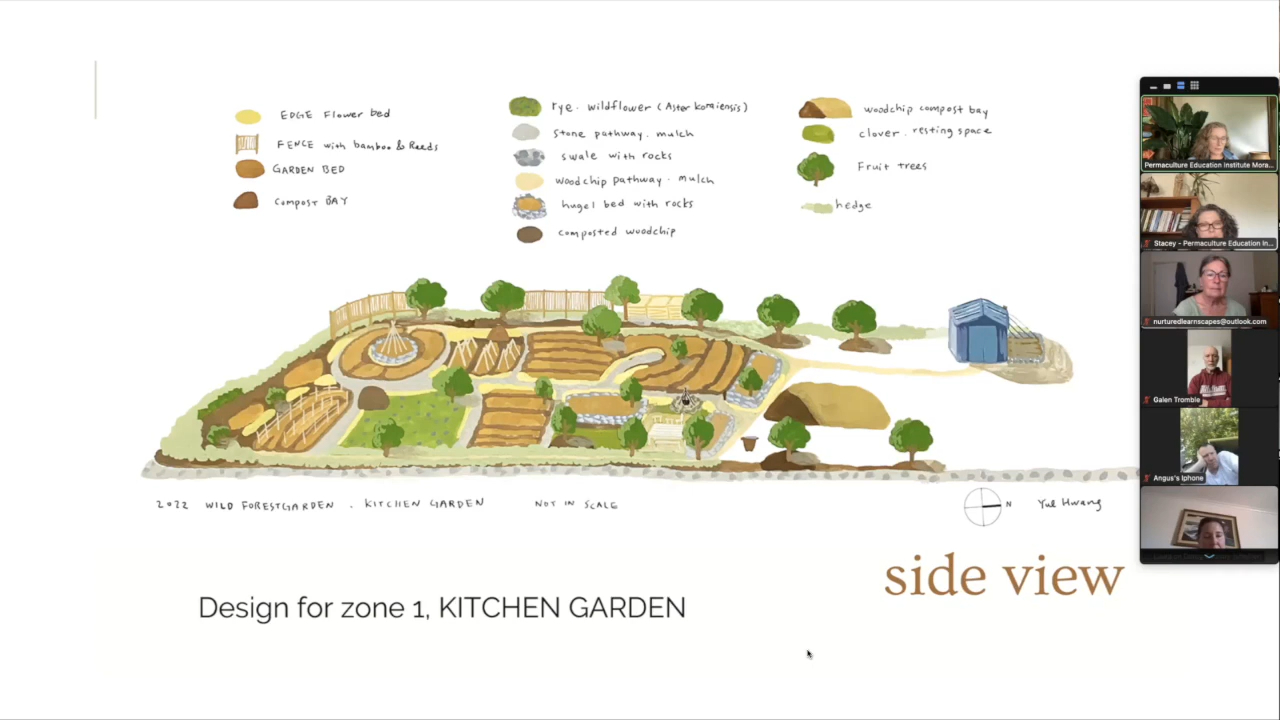 EDGE Flower bed
FENCE with bamboo & Reeds
GARDEN BED
compost BAY
rye . wildflower (Aster koraiensis)
stone pathway . mulch
swale with rocks
woodchip pathway . mulch
hugel bed with rocks
composted woodchip
woodchip compost bay
clover . resting space
Fruit trees
hedge
2022 WILD FORESTGARDEN . KITCHEN GARDEN NOT IN SCALE
N
Yue Hwang
side view
Design for zone 1, KITCHEN GARDEN
Permaculture Education Institute Mora...
Stacey - Permaculture Education In...
nurturedlearnscapes@outlook.com
Galen Tromble
Angus's Iphone